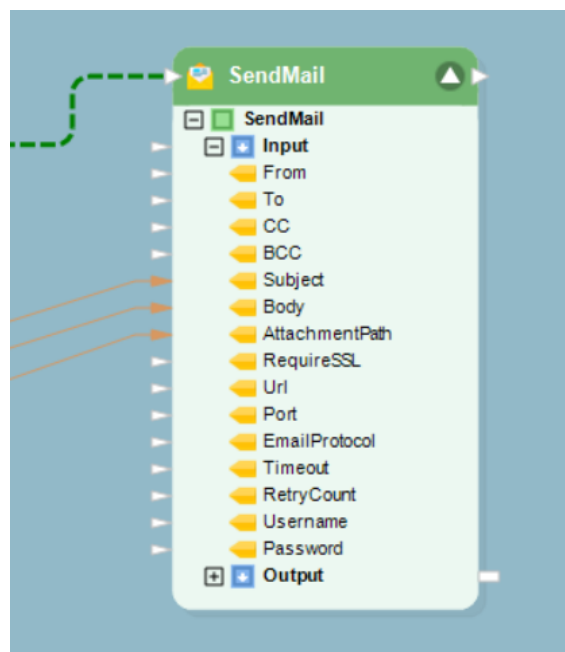 SendMail
SendMail
Input
From
To
CC
BCC
Subject
Body
AttachmentPath
RequireSSL
Url
Port
EmailProtocol
Timeout
RetryCount
Username
Password
Output